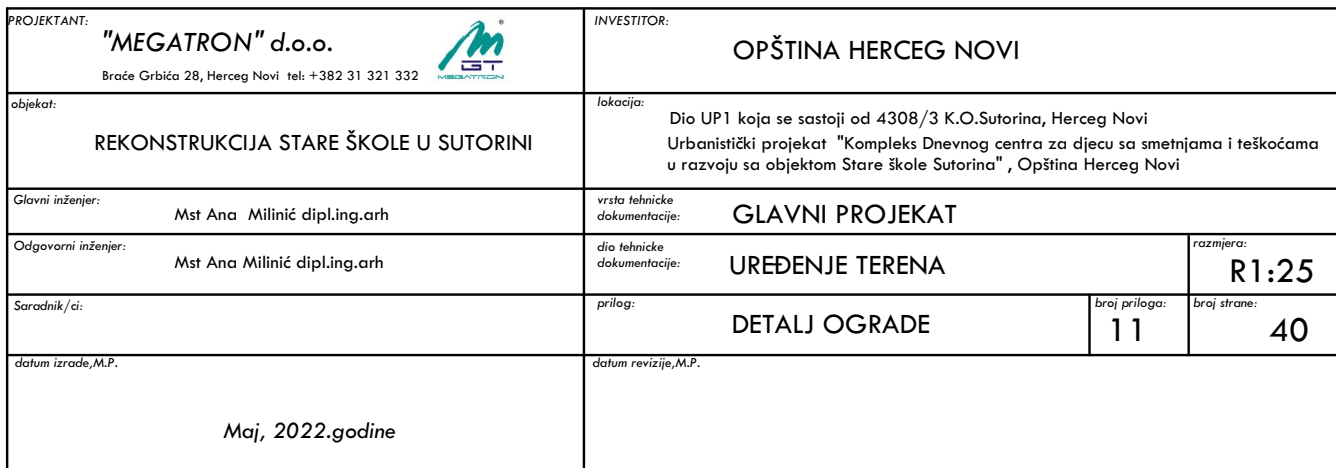 PROJEKTANT:
"MEGATRON" d.o.o.
Braće Grbića 28, Herceg Novi tel: +382 31 321 332
M
GT
MEGATRON
®
INVESTITOR:
OPŠTINA HERCEG NOVI
objekat:
REKONSTRUKCIJA STARE ŠKOLE U SUTORINI
lokacija:
Dio UP1 koja se sastoji od 4308/3 K.O.Sutorina, Herceg Novi
Urbanistički projekat "Kompleks Dnevnog centra za djecu sa smetnjama i teškoćama
u razvoju sa objektom Stare škole Sutorina" , Opština Herceg Novi
Glavni inženjer:
Mst Ana Milinić dipl.ing.arh
vrsta tehnicke
dokumentacije:
GLAVNI PROJEKAT
Odgovorni inženjer:
Mst Ana Milinić dipl.ing.arh
dio tehnicke
dokumentacije:
UREĐENJE TERENA
razmjera:
R1:25
Saradnik/ci:
prilog:
DETALJ OGRADE
broj priloga:
11
broj strane:
40
datum izrade,M.P.
Maj, 2022.godine
datum revizije,M.P.